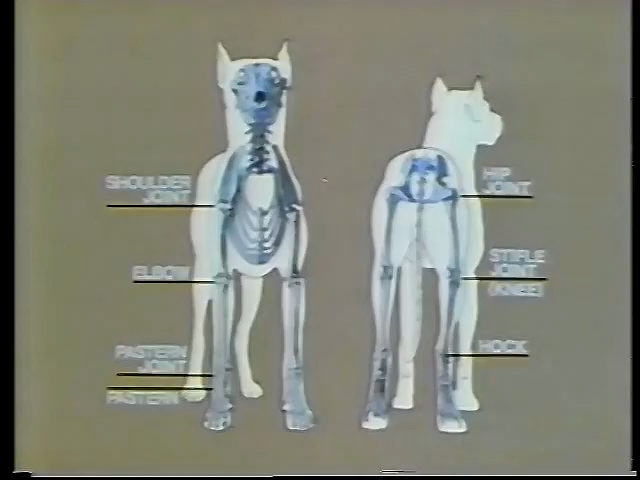 SHOULDER
JOINT
ELBOW
PASTERN
JOINT
PASTERN
HIP
JOINT
STIFLE
JOINT
(KNEE)
HOCK